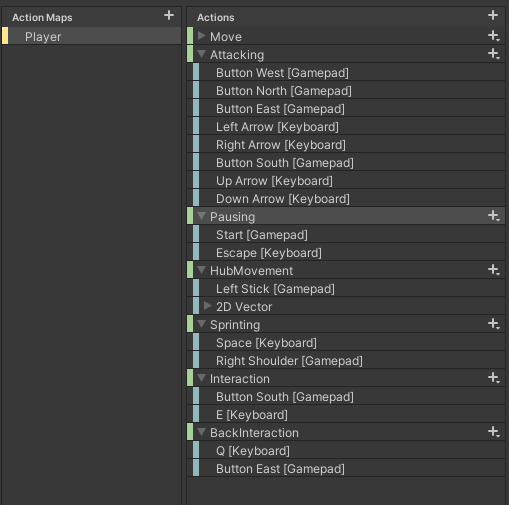 Action Maps
Player
Actions
Move
Attacking
Button West [Gamepad]
Button North [Gamepad]
Button East [Gamepad]
Left Arrow [Keyboard]
Right Arrow [Keyboard]
Button South [Gamepad]
Up Arrow [Keyboard]
Down Arrow [Keyboard]
Pausing
Start [Gamepad]
Escape [Keyboard]
HubMovement
Left Stick [Gamepad]
2D Vector
Sprinting
Space [Keyboard]
Right Shoulder [Gamepad]
Interaction
Button South [Gamepad]
E [Keyboard]
BackInteraction
Q [Keyboard]
Button East [Gamepad]